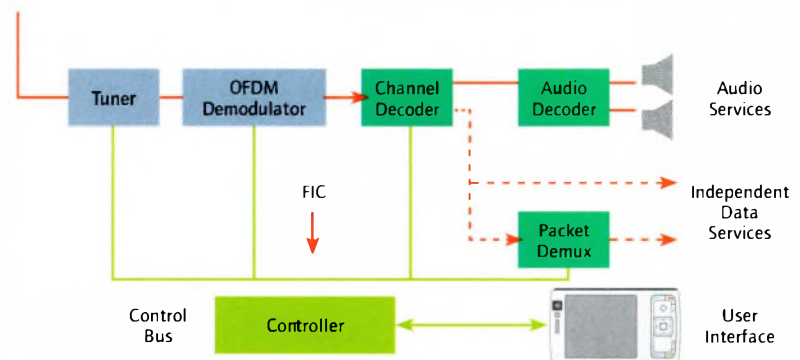 Tuner
OFDM
Demodulator
Channel
Decoder
Audio
Decoder
Audio
Services
FIC
Independent
Data
Services
Packet
Demux
Control
Bus
Controller
User
Interface